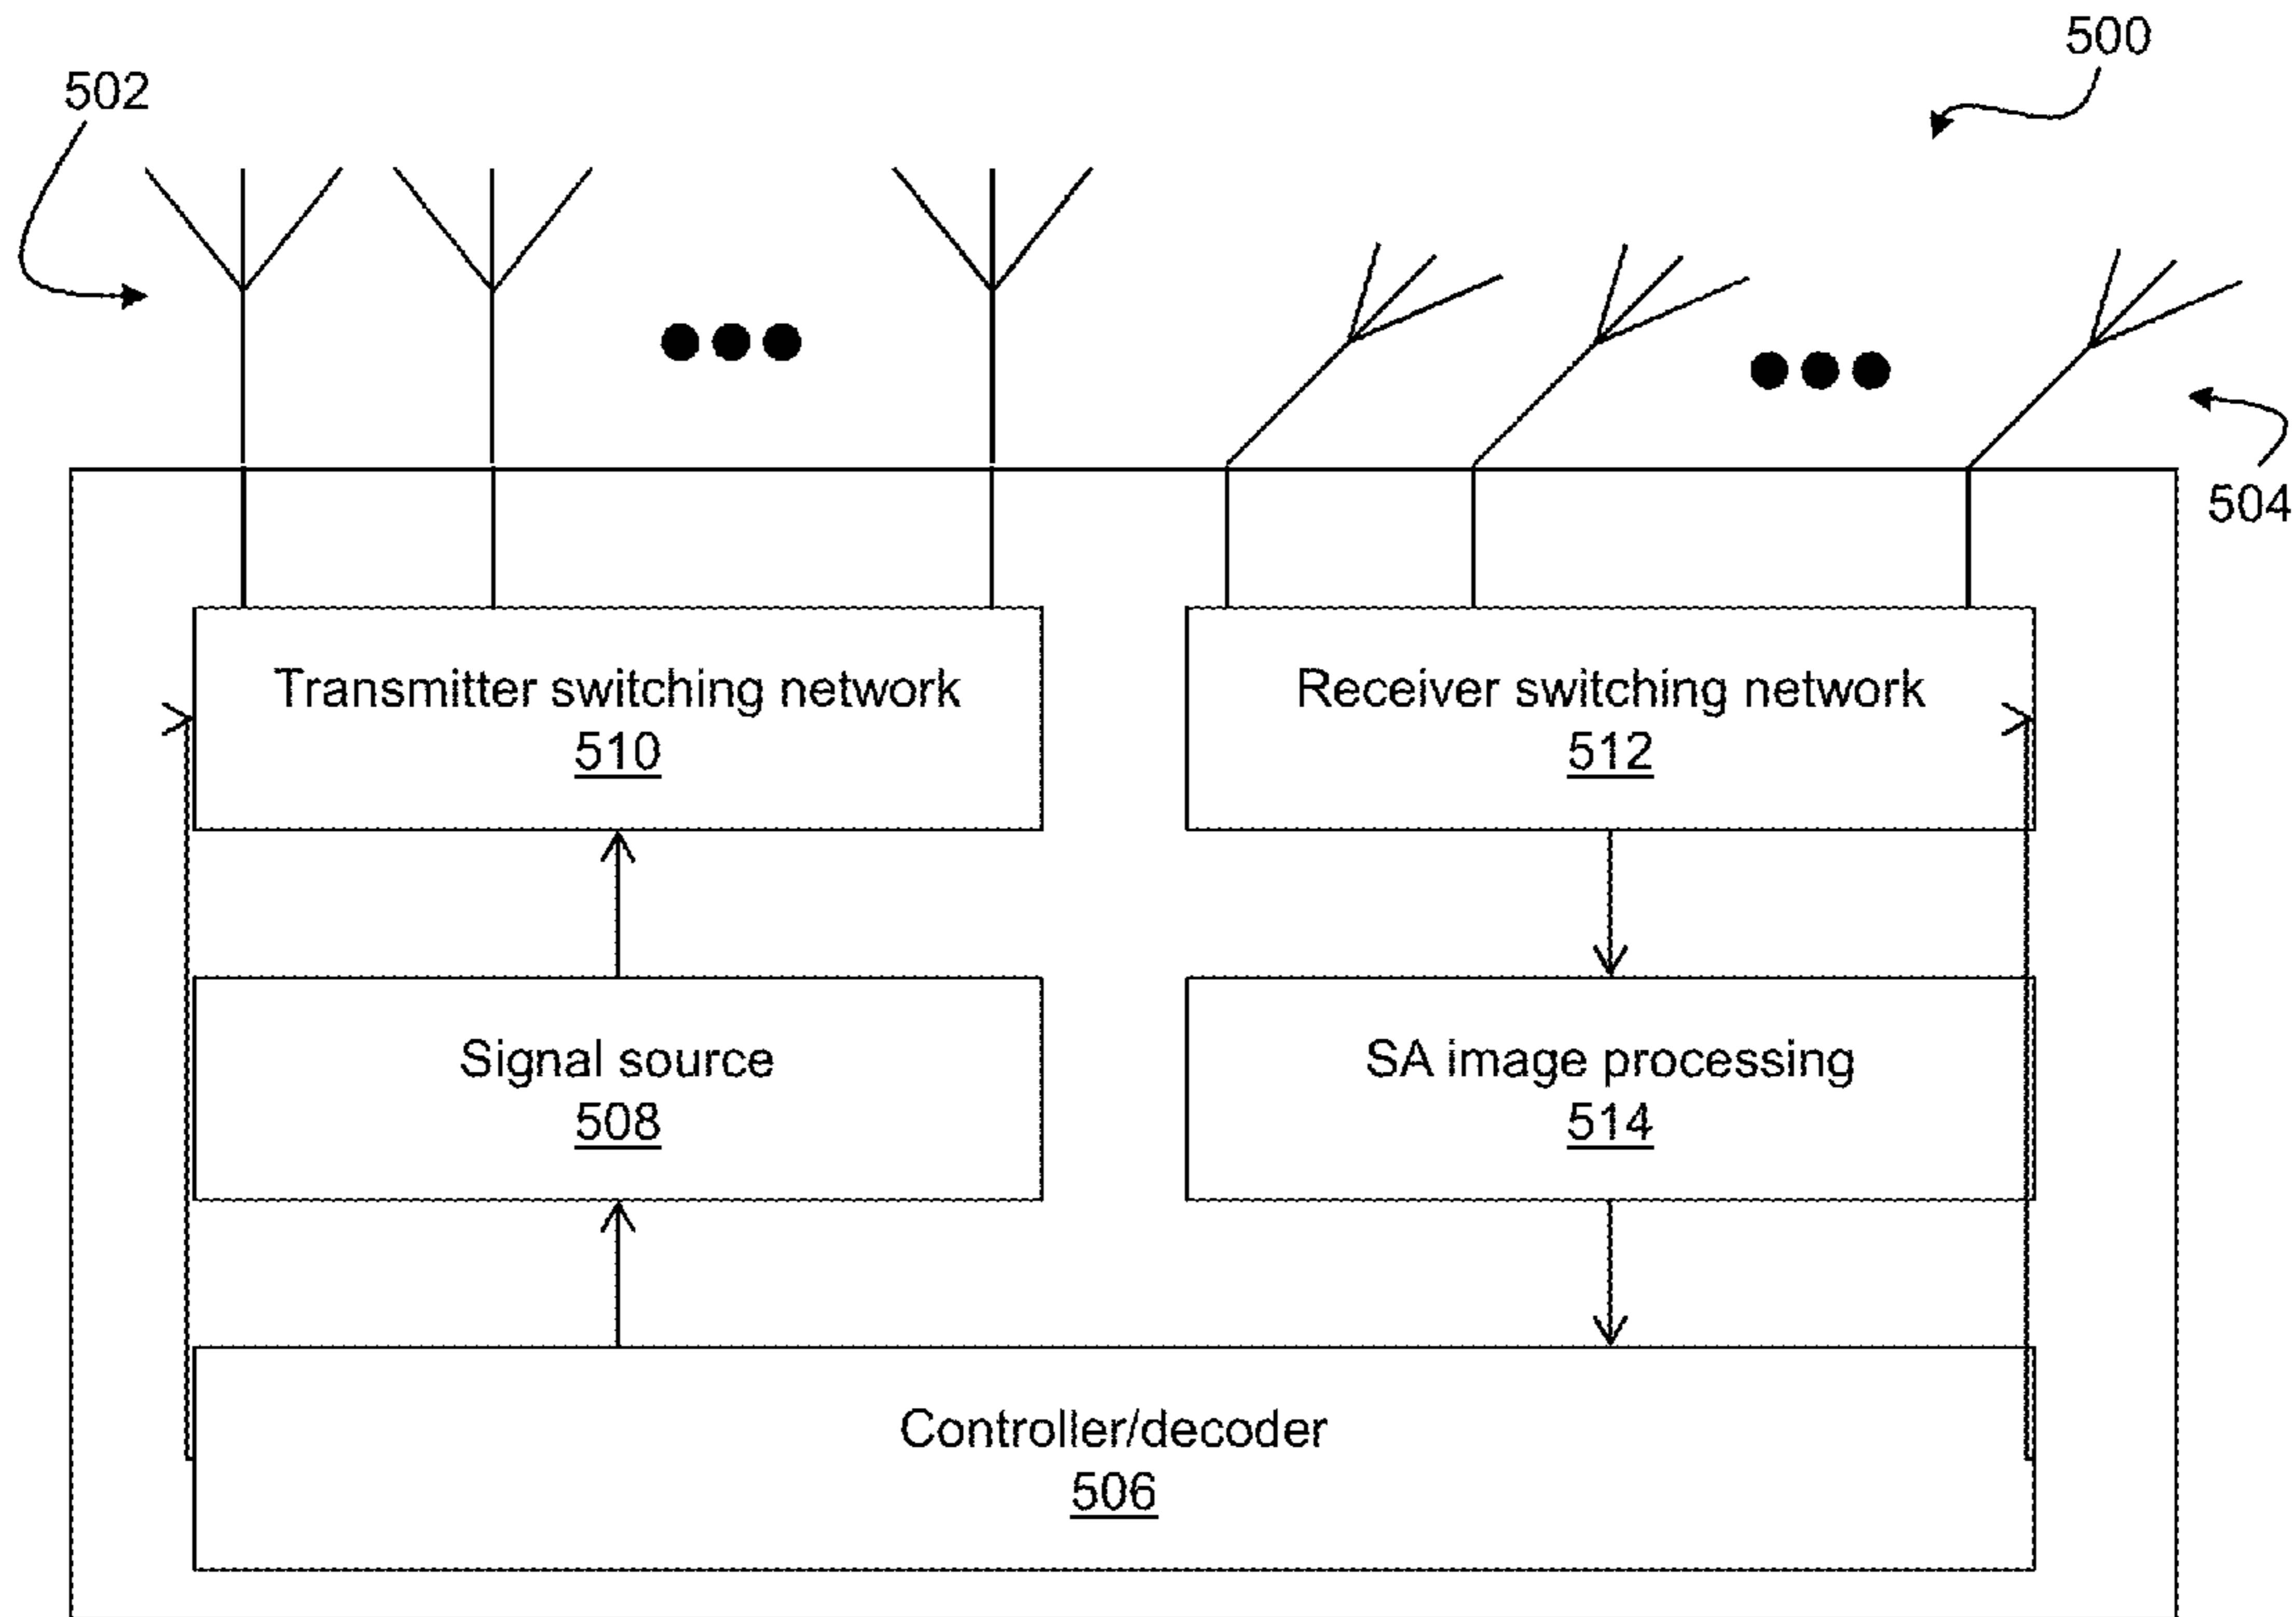 500
502
504
Transmitter switching network
510
Receiver switching network
512
Signal source
508
SA image processing
514
Controller/decoder
506